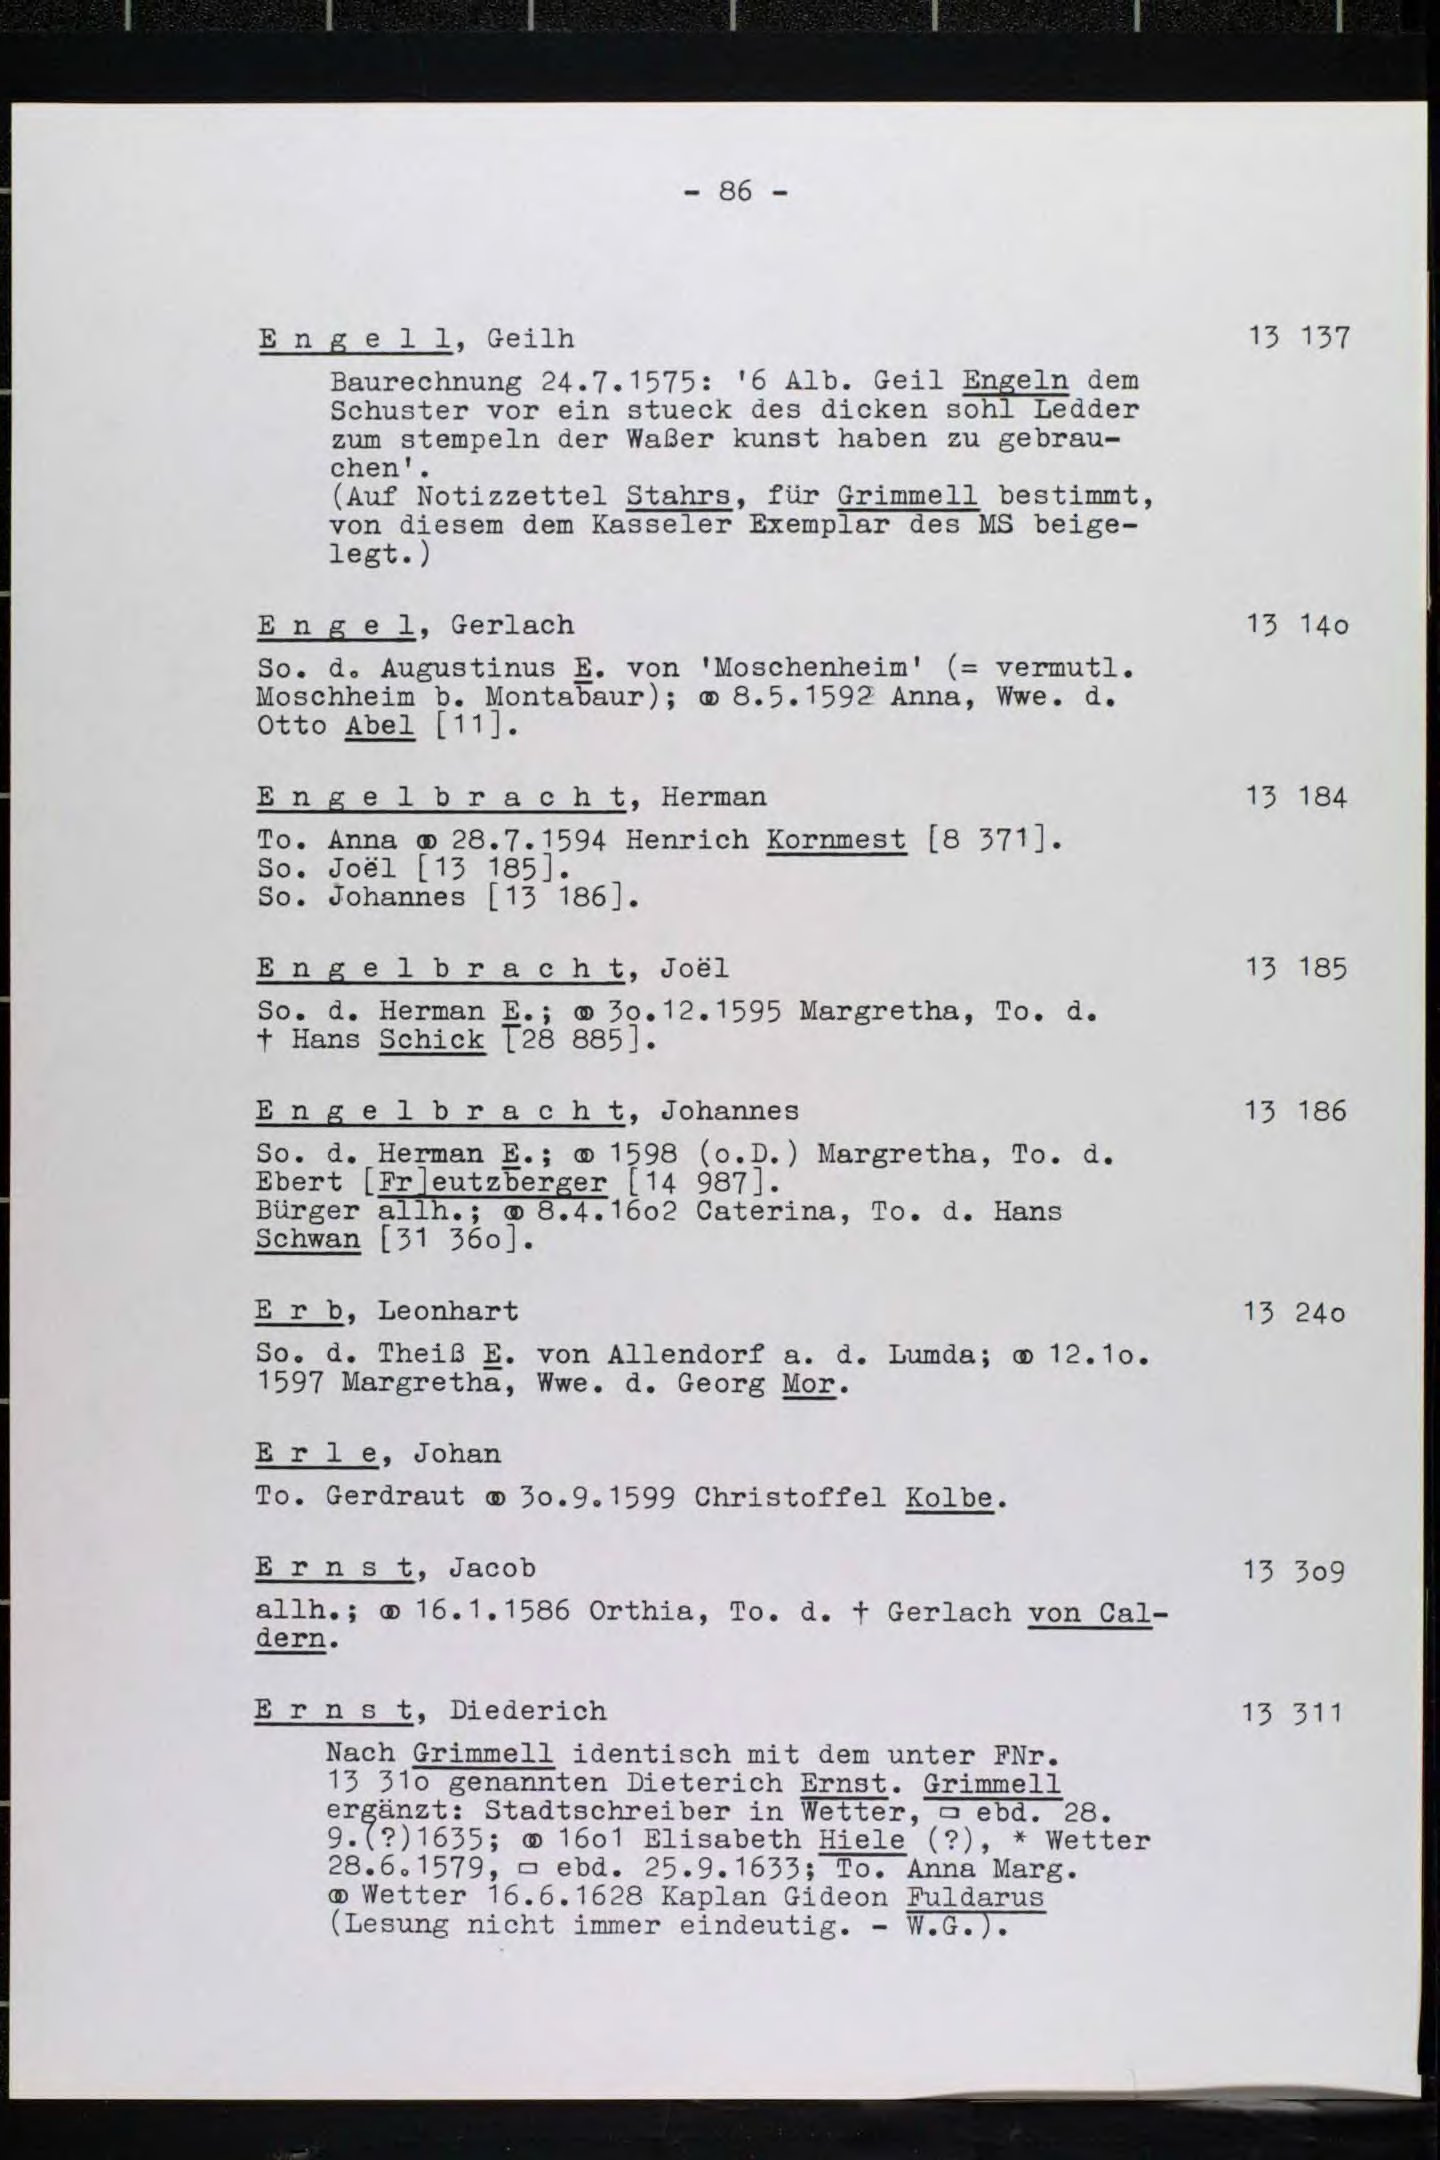 - 86 -
E n g e l l, Geilh 13 137
Baurechnung 24.7.1575: '6 Alb. Geil Engeln dem
Schuster vor ein stueck des dicken sohl Ledder
zum stempeln der Waßer kunst haben zu gebrau-
chen'.
(Auf Notizzettel Stahrs, für Grimmell bestimmt,
von diesem dem Kasseler Exemplar des MS beige-
legt.)
E n g e l, Gerlach 13 14o
So. d. Augustinus E. von 'Moschenheim' (= vermutl.
Moschheim b. Montabaur); ⚭ 8.5.1592 Anna, Wwe. d.
Otto Abel [11].
E n g e l b r a c h t, Herman 13 184
To. Anna ⚭ 28.7.1594 Henrich Kornmest [8 371].
So. Joël [13 185].
So. Johannes [13 186].
E n g e l b r a c h t, Joël 13 185
So. d. Herman E.; ⚭ 3o.12.1595 Margretha, To. d.
† Hans Schick [28 885].
E n g e l b r a c h t, Johannes 13 186
So. d. Herman E.; ⚭ 1598 (o.D.) Margretha, To. d.
Ebert [Fr]eutzberger [14 987].
Bürger allh.; ⚭ 8.4.16o2 Caterina, To. d. Hans
Schwan [31 36o].
E r b, Leonhart 13 24o
So. d. Theiß E. von Allendorf a. d. Lumda; ⚭ 12.1o.
1597 Margretha, Wwe. d. Georg Mor.
E r l e, Johan
To. Gerdraut ⚭ 3o.9.1599 Christoffel Kolbe.
E r n s t, Jacob 13 3o9
allh.; ⚭ 16.1.1586 Orthia, To. d. † Gerlach von Cal-
dern.
E r n s t, Diederich 13 311
Nach Grimmell identisch mit dem unter FNr.
13 31o genannten Dieterich Ernst. Grimmell
ergänzt: Stadtschreiber in Wetter, ▭ ebd. 28.
9.(?)1635; ⚭ 16o1 Elisabeth Hiele (?), * Wetter
28.6.1579, ▭ ebd. 25.9.1633; To. Anna Marg.
⚭ Wetter 16.6.1628 Kaplan Gideon Fuldarus
(Lesung nicht immer eindeutig. - W.G.).